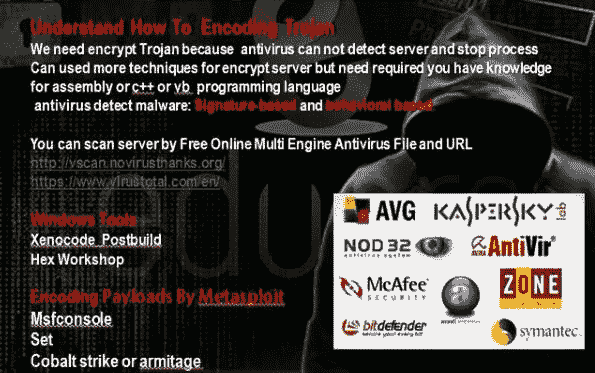 Understand How To Encoding Trojan
We need encrypt Trojan because antivirus can not detect server and stop process
Can used more techniques for encrypt server but need required you have knowledge
for assembly or c++ or vb programming language
antivirus detect malware: Signature based and behavioral based
You can scan server by Free Online Multi Engine Antivirus File and URL
http://vscan.novirusthanks.org/
https://www.virustotal.com/en/
Windows Tools
Xenocode Postbuild
Hex Workshop
Encoding Payloads By Metasploit
Msfconsole
Set
Cobalt strike or armitage
AVG KASPERSKY
NOD 32 AntiVir
antivirus system
McAfee ZONE
SECURITY
bitdefender symantec